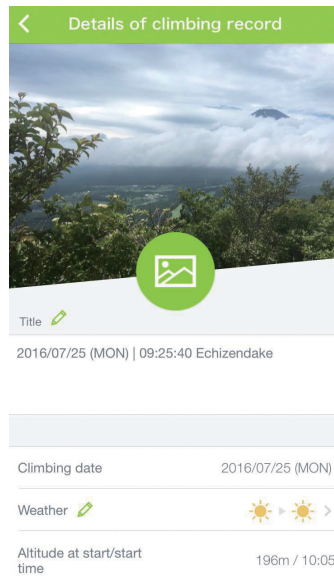 Details of climbing record
Title
2016/07/25 (MON) | 09:25:40 Echizendake
Climbing date 2016/07/25 (MON)
Weather
Altitude at start/start
time
196m / 10:05